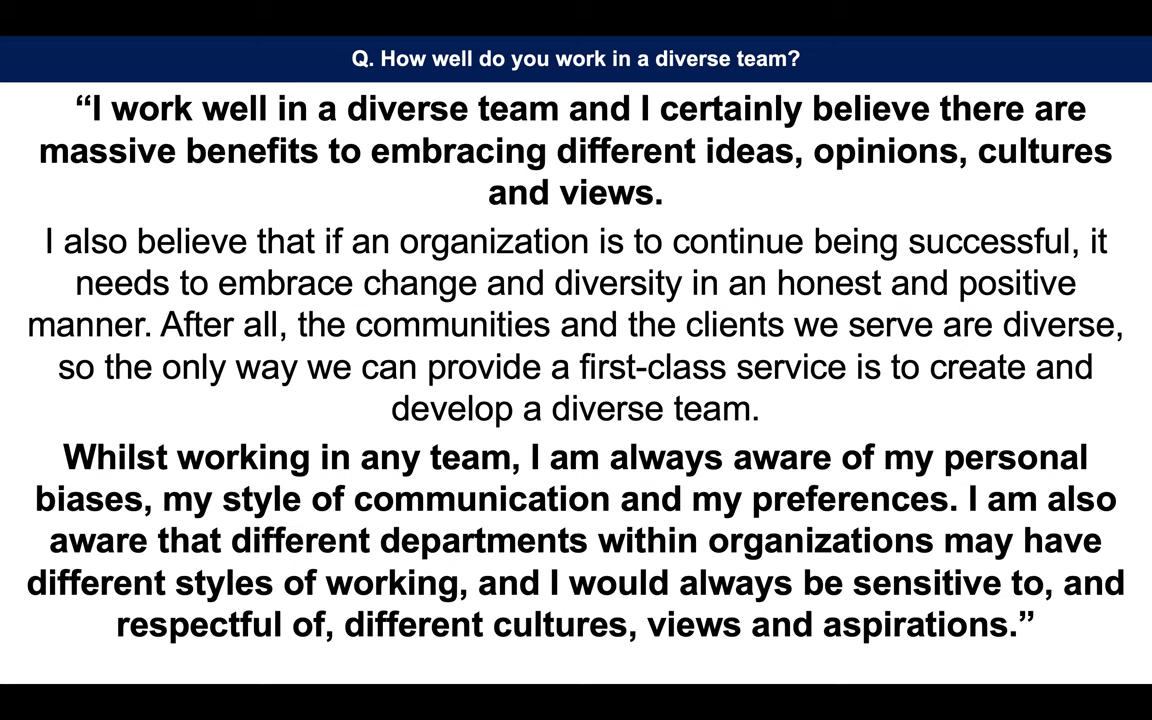 Q. How well do you work in a diverse team?
“I work well in a diverse team and I certainly believe there are
massive benefits to embracing different ideas, opinions, cultures
and views.
I also believe that if an organization is to continue being successful, it
needs to embrace change and diversity in an honest and positive
manner. After all, the communities and the clients we serve are diverse,
so the only way we can provide a first-class service is to create and
develop a diverse team.
Whilst working in any team, I am always aware of my personal
biases, my style of communication and my preferences. I am also
aware that different departments within organizations may have
different styles of working, and I would always be sensitive to, and
respectful of, different cultures, views and aspirations.”